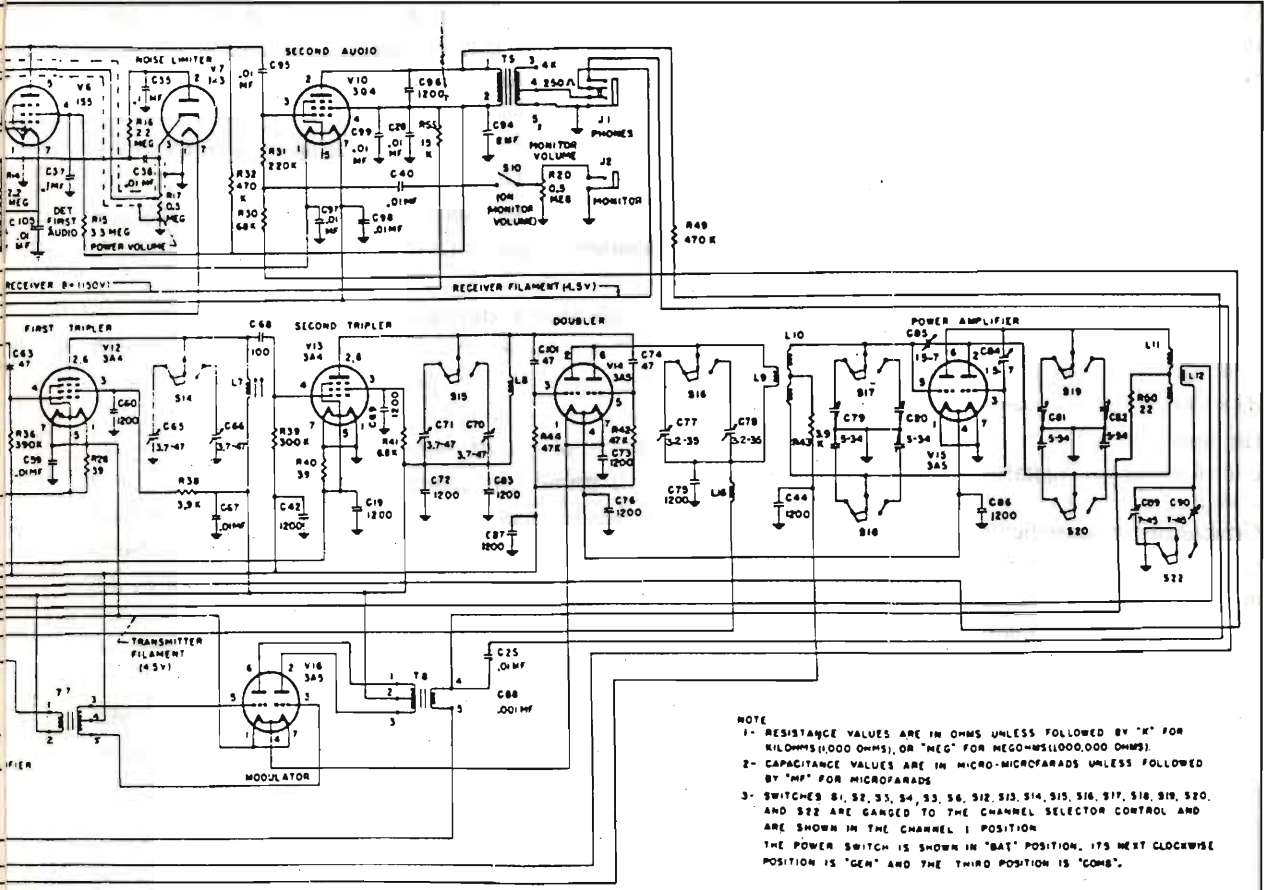 SECOND AUDIO
NOISE LIMITER
V7
1X3
C95
.01
MF
V10
3Q4
C96
1200
T5
4K
250Ω
J1
PHONES
V6
1S5
C35
.1
MF
R16
2.2
MEG
C36
.01MF
R17
0.5
MEG
C37
.1MF
C105
.01
MF
DET
FIRST
AUDIO
R15
3.3 MEG
POWER VOLUME
R31
220K
R32
470
K
R30
68K
C99
.01
MF
C28
.01
MF
R55
15
K
C94
8MF
C40
.01MF
C97
.01
MF
C98
.01MF
S10
(ON
MONITOR
VOLUME)
MONITOR
VOLUME
R20
0.5
MEG
J2
MONITOR
R49
470 K
RECEIVER B+ (150V)
RECEIVER FILAMENT (4.5V)
FIRST TRIPLER
V12
3A4
C63
47
R36
390K
C59
.01MF
R28
39
C60
1200
S14
C65
3.7-47
C66
3.7-47
R38
3.9K
C67
.01MF
L7
C68
100
SECOND TRIPLER
V13
3A4
R39
300K
R40
39
C42
1200
C19
1200
C69
1200
R41
6.8K
S15
C71
3.7-47
C70
3.7-47
C72
1200
C83
1200
L8
DOUBLER
C101
47
V14
3A5
C74
47
R44
47K
R42
47K
C73
1200
C76
1200
C87
1200
S16
C77
3.2-35
C78
3.2-35
C75
1200
L16
L9
L10
R43
3.9
K
C44
1200
POWER AMPLIFIER
C85
1.5-7
C84
1.5-7
S17
C79
5-54
C80
5-54
S18
V15
3A5
C86
1200
S19
C81
5-54
C82
5-54
S20
L11
L12
R60
22
C89
7-45
C90
7-45
S22
TRANSMITTER
FILAMENT
(4.5V)
T7
V16
3A5
MODULATOR
T8
C25
.01MF
C88
.001MF
IFIER
NOTE
1- RESISTANCE VALUES ARE IN OHMS UNLESS FOLLOWED BY "K" FOR
KILOHMS(1,000 OHMS), OR "MEG" FOR MEGOHMS(1,000,000 OHMS).
2- CAPACITANCE VALUES ARE IN MICRO-MICROFARADS UNLESS FOLLOWED
BY "MF" FOR MICROFARADS
3- SWITCHES S1, S2, S3, S4, S5, S6, S12, S13, S14, S15, S16, S17, S18, S19, S20,
AND S22 ARE GANGED TO THE CHANNEL SELECTOR CONTROL AND
ARE SHOWN IN THE CHANNEL 1 POSITION
THE POWER SWITCH IS SHOWN IN "BAT" POSITION. ITS NEXT CLOCKWISE
POSITION IS "GEN" AND THE THIRD POSITION IS "COMB".